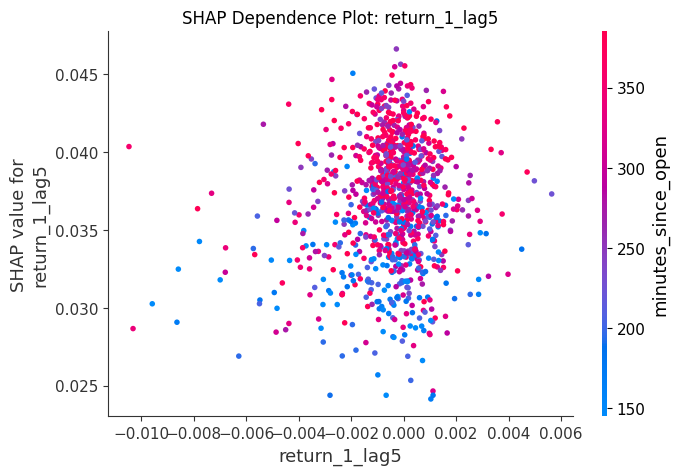 SHAP Dependence Plot: return_1_lag5
SHAP value for
return_1_lag5
0.045
0.040
0.035
0.030
0.025
−0.010 −0.008 −0.006 −0.004 −0.002 0.000 0.002 0.004 0.006
return_1_lag5
350
300
250
200
150
minutes_since_open